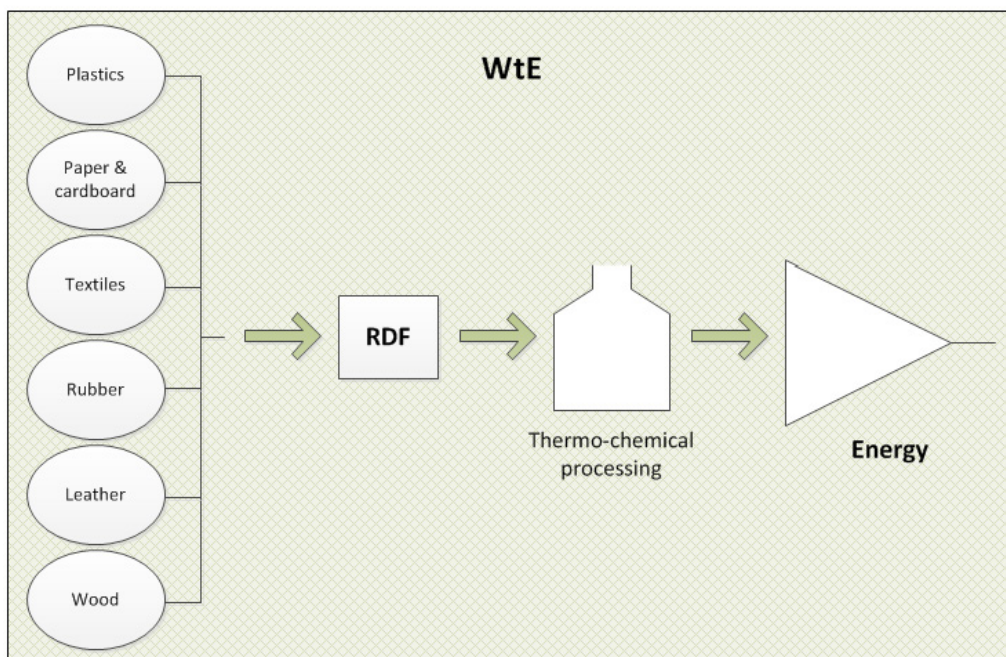 WtE
Plastics
Paper &
cardboard
Textiles
Rubber
Leather
Wood
RDF
Thermo-chemical
processing
Energy